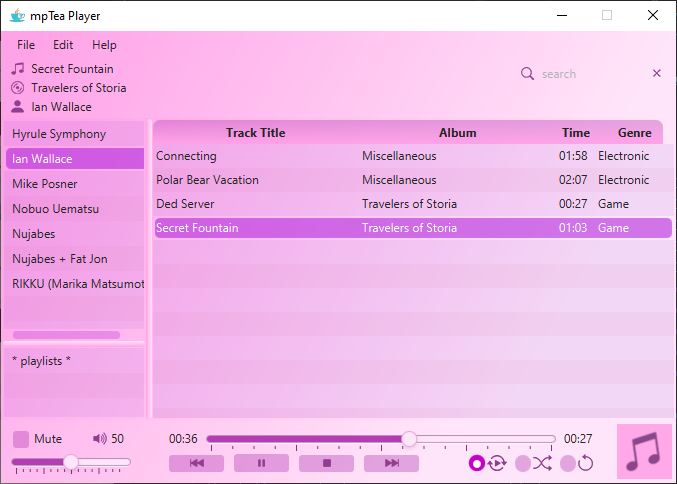 mpTea Player
File Edit Help
Secret Fountain
Travelers of Storia
Ian Wallace
search
Hyrule Symphony
Ian Wallace
Mike Posner
Nobuo Uematsu
Nujabes
Nujabes + Fat Jon
RIKKU (Marika Matsumot
* playlists *
Track Title Album Time Genre
Connecting Miscellaneous 01:58 Electronic
Polar Bear Vacation Miscellaneous 02:07 Electronic
Ded Server Travelers of Storia 00:27 Game
Secret Fountain Travelers of Storia 01:03 Game
Mute 50
00:36 00:27